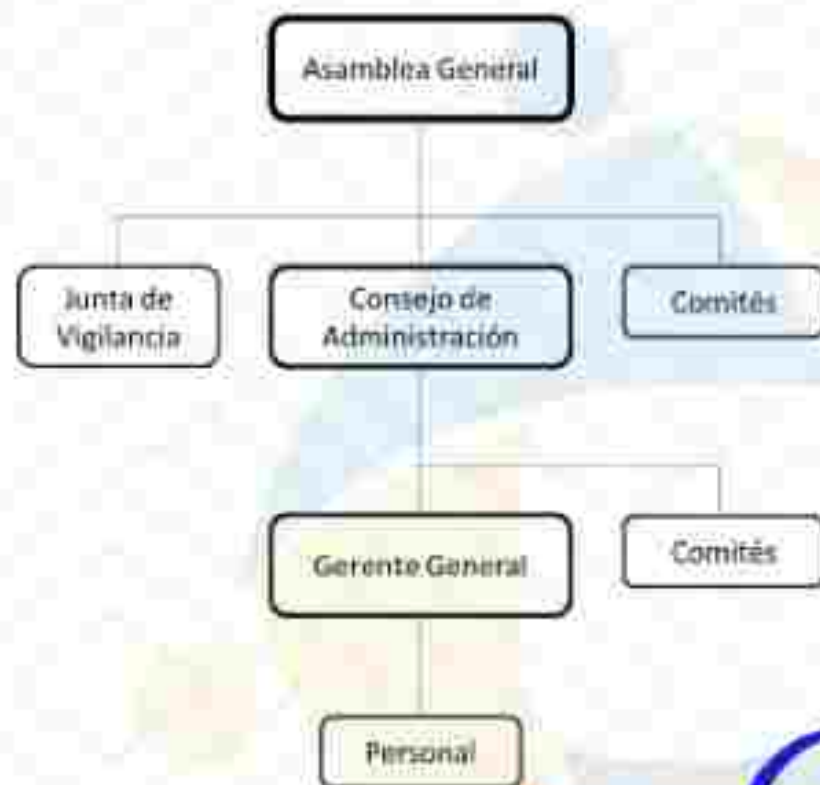 Asamblea General
Junta de
Vigilancia
Consejo de
Administración
Comités
Gerente General
Comités
Personal